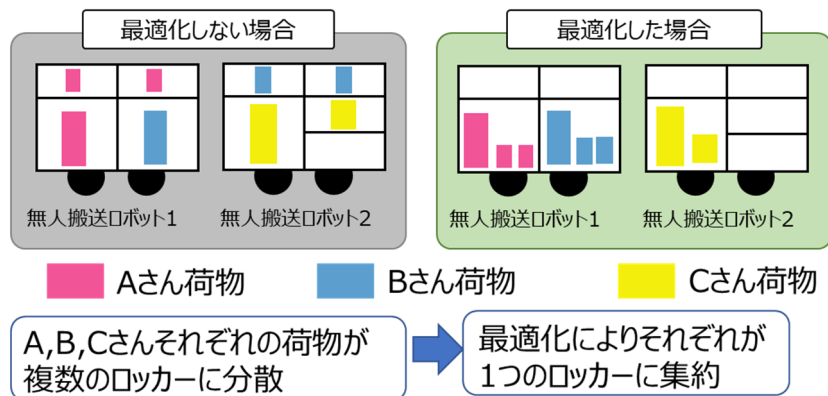 最適化しない場合
最適化した場合
無人搬送ロボット1
無人搬送ロボット2
無人搬送ロボット1
無人搬送ロボット2
Aさん荷物
Bさん荷物
Cさん荷物
A,B,Cさんそれぞれの荷物が
複数のロッカーに分散
最適化によりそれぞれが
1つのロッカーに集約